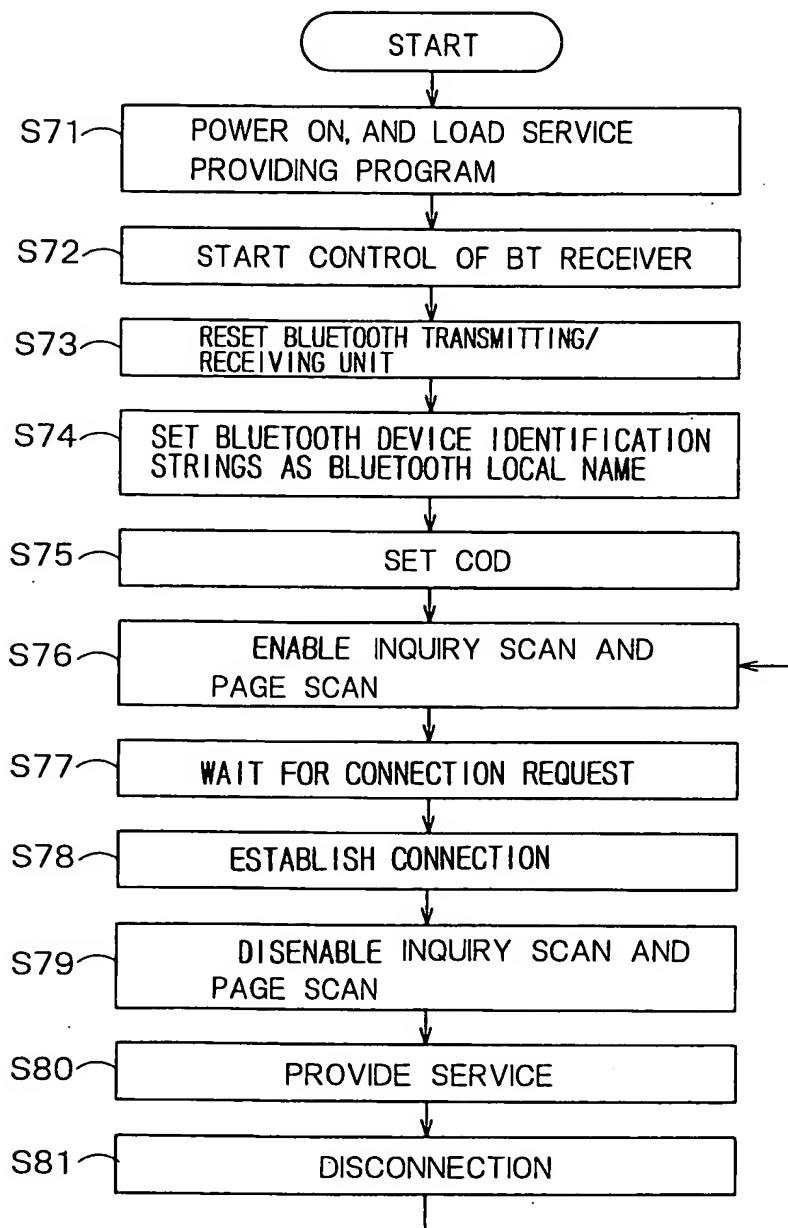 START
S71
POWER ON, AND LOAD SERVICE
PROVIDING PROGRAM
S72
START CONTROL OF BT RECEIVER
S73
RESET BLUETOOTH TRANSMITTING/
RECEIVING UNIT
S74
SET BLUETOOTH DEVICE IDENTIFICATION
STRINGS AS BLUETOOTH LOCAL NAME
S75
SET COD
S76
ENABLE INQUIRY SCAN AND
PAGE SCAN
S77
WAIT FOR CONNECTION REQUEST
S78
ESTABLISH CONNECTION
S79
DISENABLE INQUIRY SCAN AND
PAGE SCAN
S80
PROVIDE SERVICE
S81
DISCONNECTION